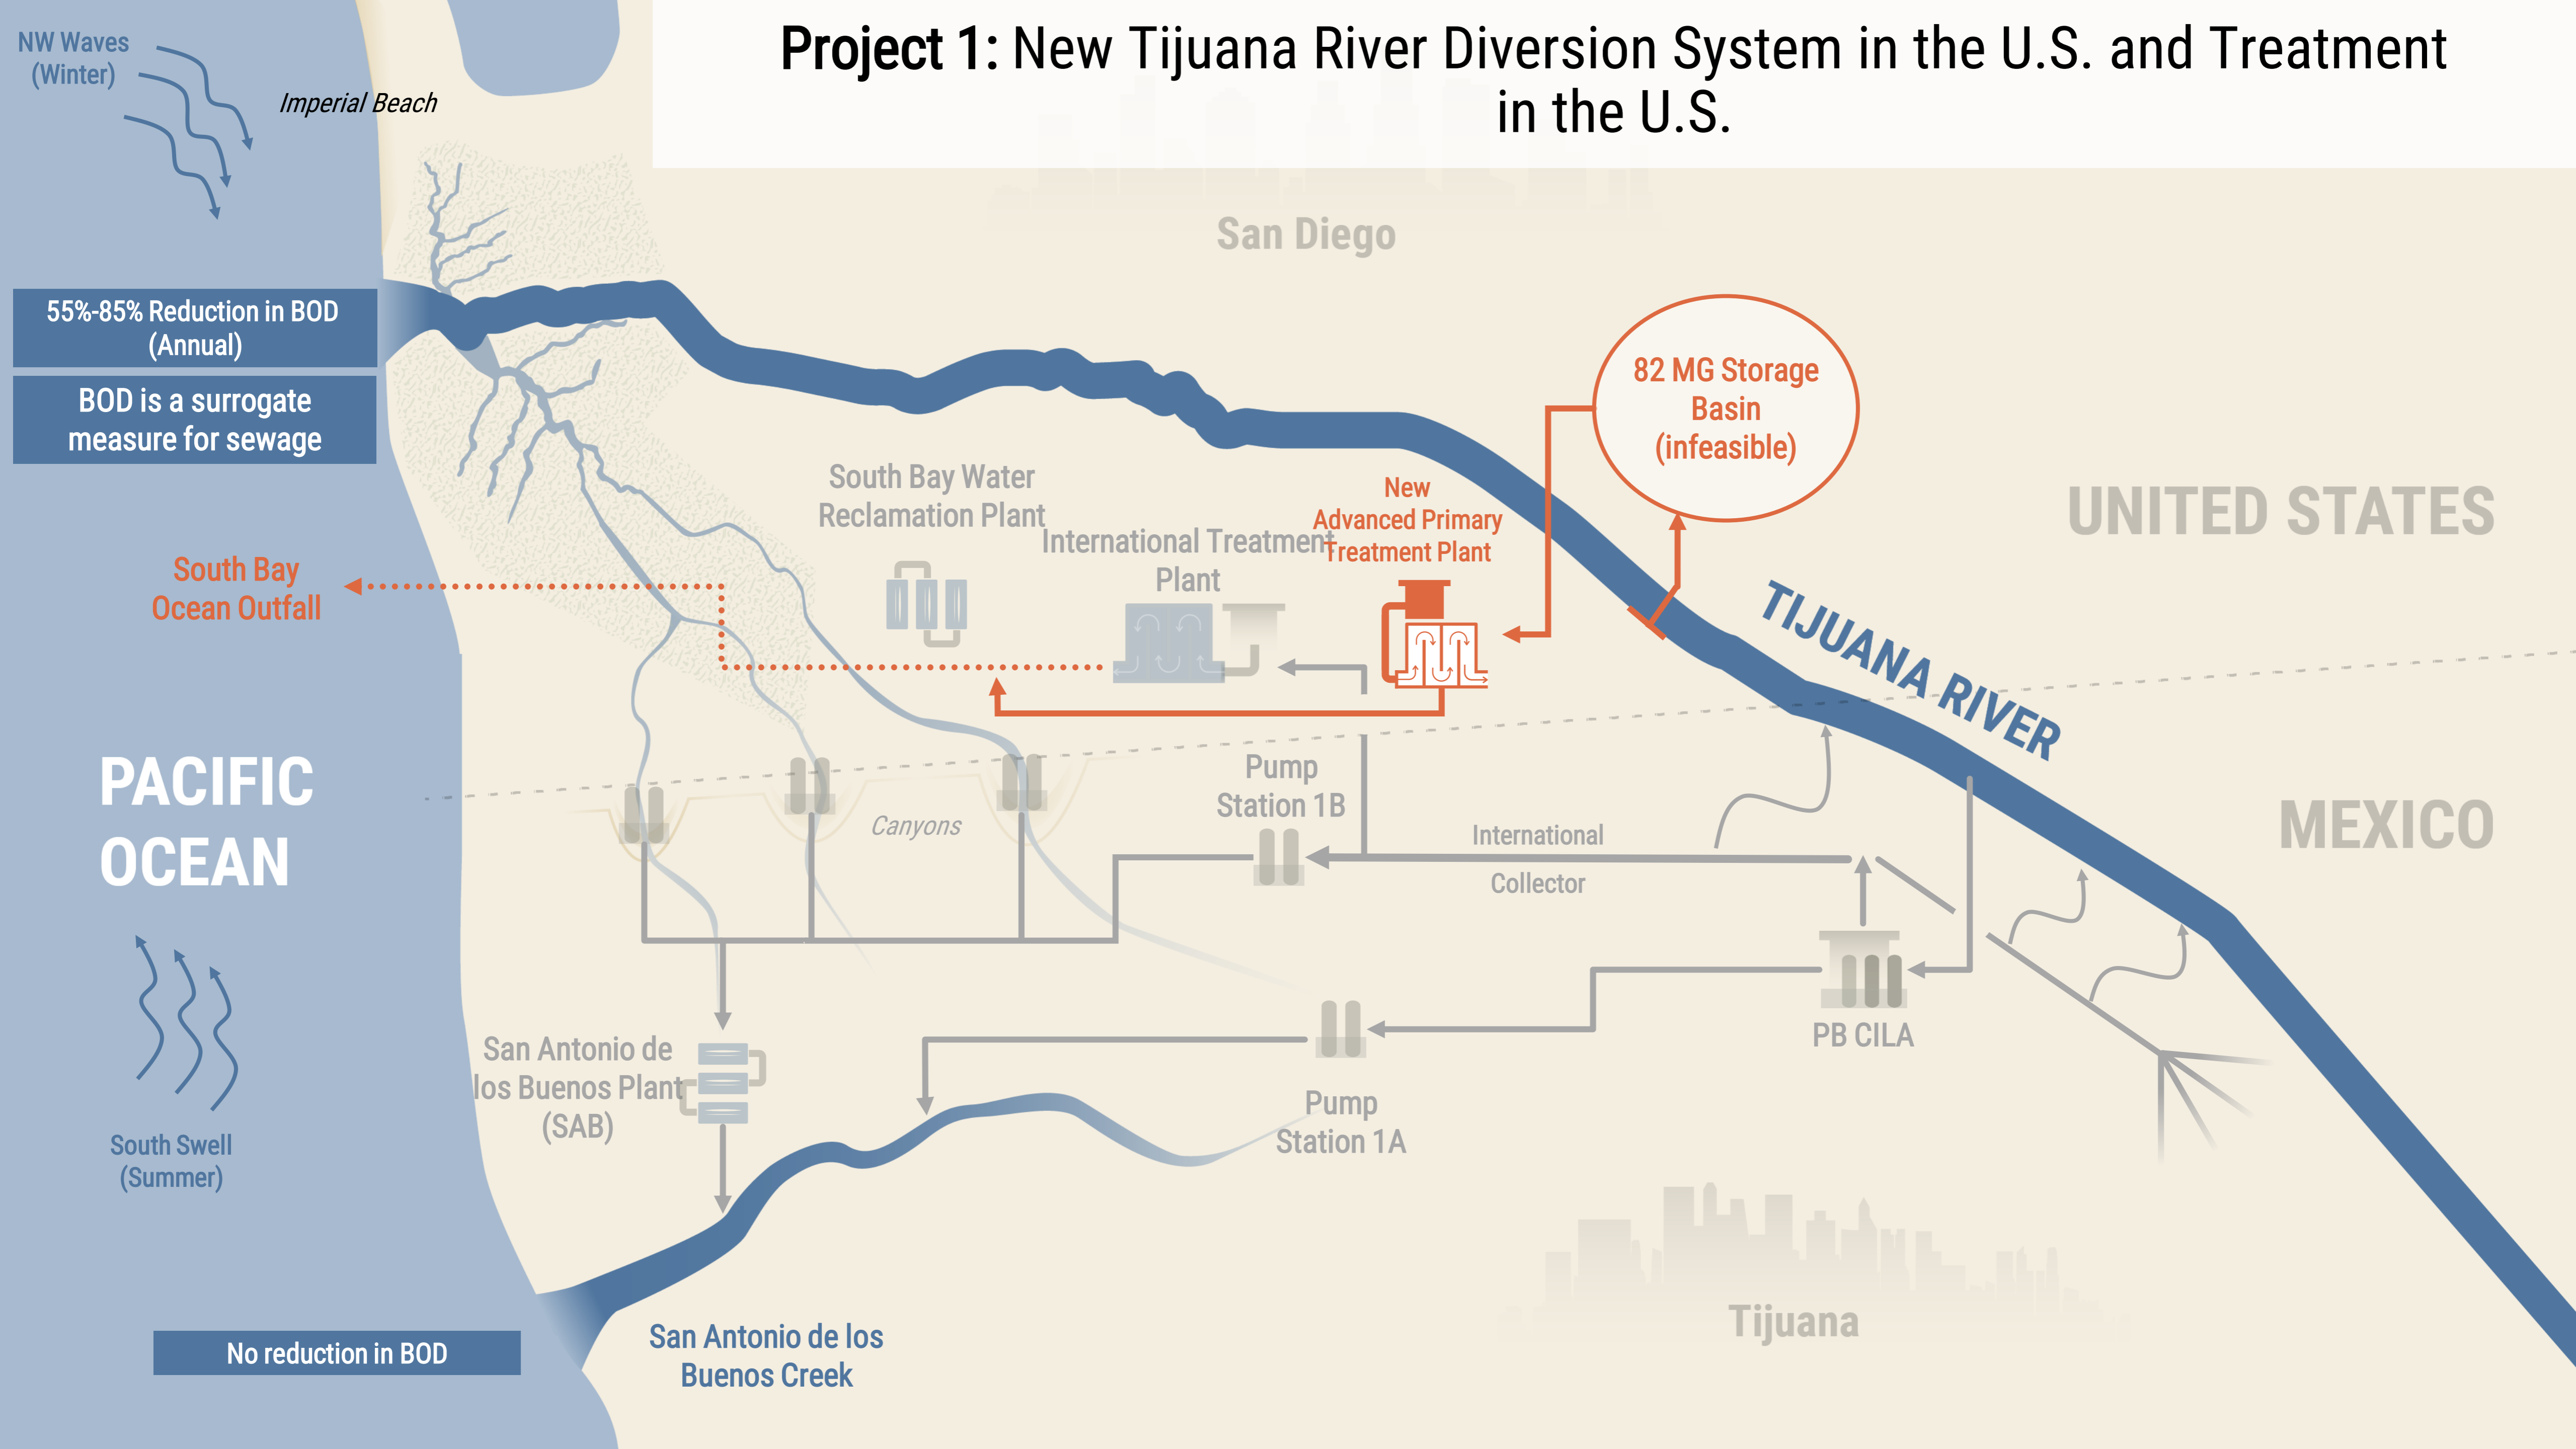 Project 1: New Tijuana River Diversion System in the U.S. and Treatment
in the U.S.
NW Waves
(Winter)
Imperial Beach
San Diego
55%-85% Reduction in BOD
(Annual)
BOD is a surrogate
measure for sewage
82 MG Storage
Basin
(infeasible)
South Bay Water
Reclamation Plant
International Treatment
Plant
New
Advanced Primary
Treatment Plant
UNITED STATES
South Bay
Ocean Outfall
TIJUANA RIVER
PACIFIC
OCEAN
Pump
Station 1B
Canyons
International
Collector
MEXICO
San Antonio de
los Buenos Plant
(SAB)
PB CILA
Pump
Station 1A
South Swell
(Summer)
Tijuana
No reduction in BOD
San Antonio de los
Buenos Creek